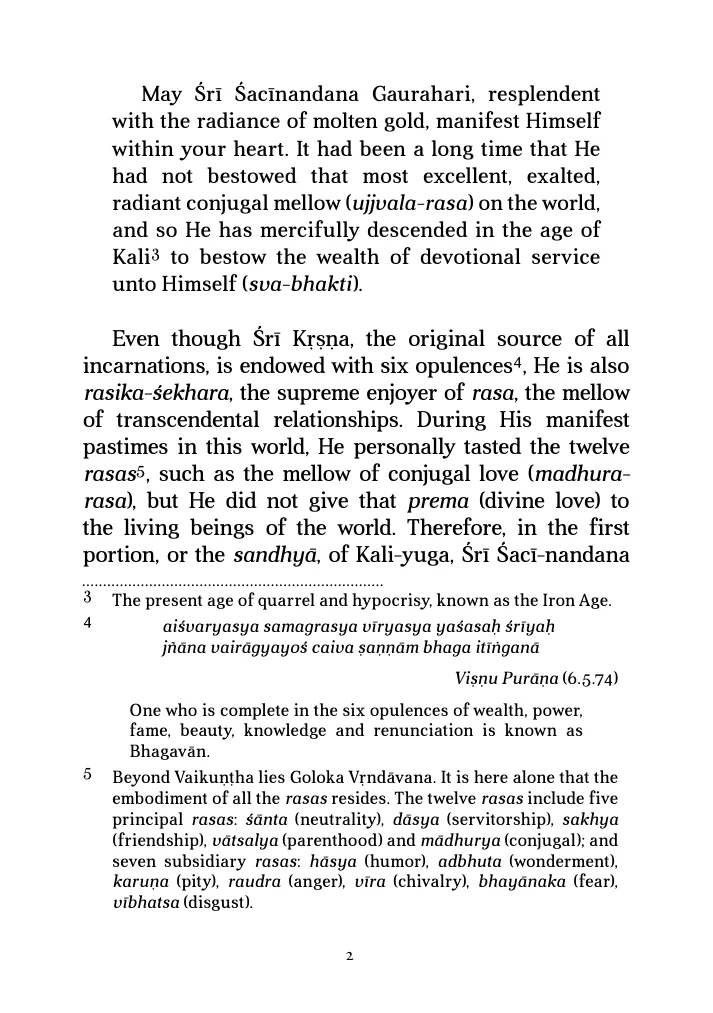 May Śrī Śacīnandana Gaurahari, resplendent
with the radiance of molten gold, manifest Himself
within your heart. It had been a long time that He
had not bestowed that most excellent, exalted,
radiant conjugal mellow (ujjvala-rasa) on the world,
and so He has mercifully descended in the age of
Kali3 to bestow the wealth of devotional service
unto Himself (sva-bhakti).
Even though Śrī Kṛṣṇa, the original source of all
incarnations, is endowed with six opulences4, He is also
rasika-śekhara, the supreme enjoyer of rasa, the mellow
of transcendental relationships. During His manifest
pastimes in this world, He personally tasted the twelve
rasas5, such as the mellow of conjugal love (madhura-
rasa), but He did not give that prema (divine love) to
the living beings of the world. Therefore, in the first
portion, or the sandhyā, of Kali-yuga, Śrī Śacī-nandana
3 The present age of quarrel and hypocrisy, known as the Iron Age.
4 aiśvaryasya samagrasya vīryasya yaśasaḥ śrīyaḥ
jñāna vairāgyayoś caiva ṣaṇṇām bhaga itīṅganā
Viṣṇu Purāṇa (6.5.74)
One who is complete in the six opulences of wealth, power,
fame, beauty, knowledge and renunciation is known as
Bhagavān.
5 Beyond Vaikuṇṭha lies Goloka Vṛndāvana. It is here alone that the
embodiment of all the rasas resides. The twelve rasas include five
principal rasas: śānta (neutrality), dāsya (servitorship), sakhya
(friendship), vātsalya (parenthood) and mādhurya (conjugal); and
seven subsidiary rasas: hāsya (humor), adbhuta (wonderment),
karuṇa (pity), raudra (anger), vīra (chivalry), bhayānaka (fear),
vībhatsa (disgust).
2